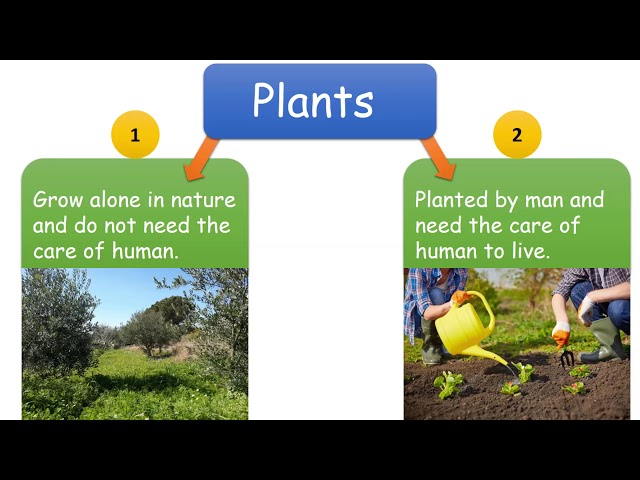 Plants
1
Grow alone in nature
and do not need the
care of human.
2
Planted by man and
need the care of
human to live.